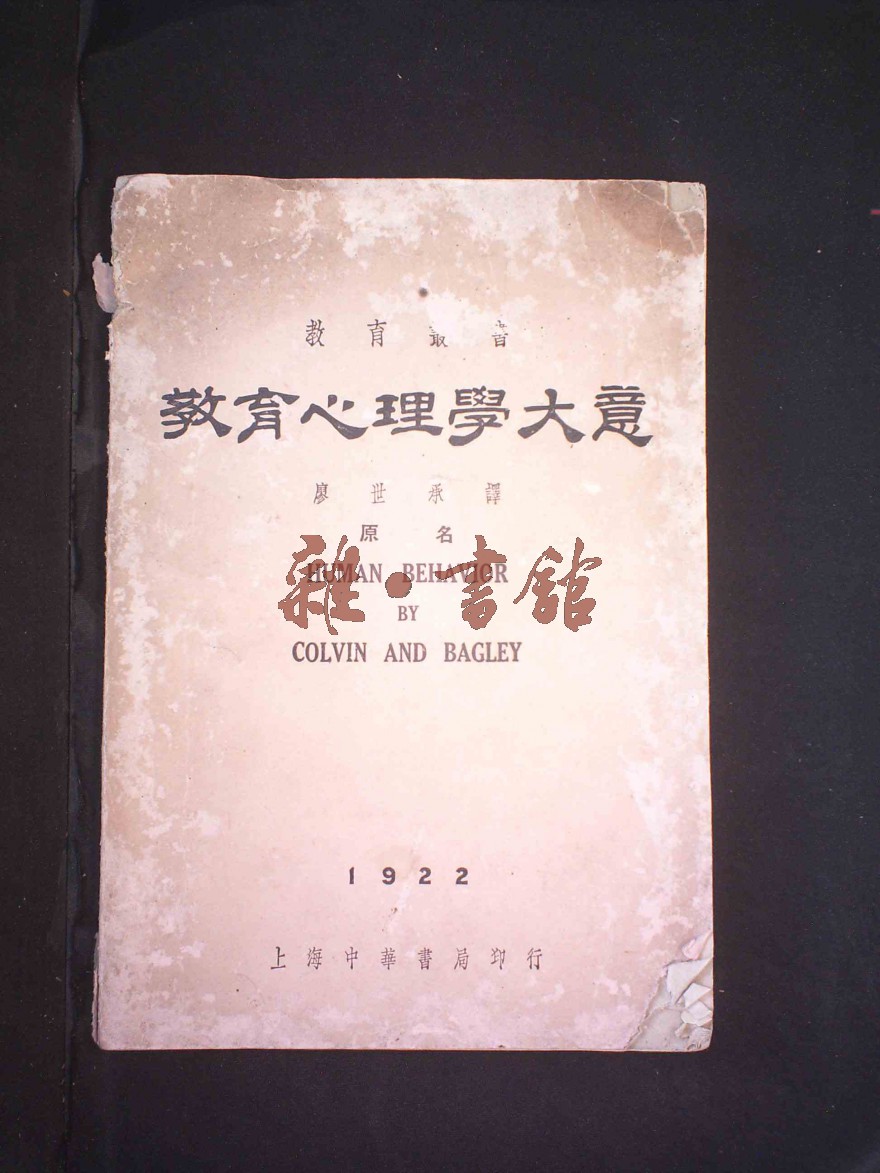 教育叢書
教育心理學大意
廖世承譯
原名
HUMAN BEHAVIOR
雜·書館
BY
COLVIN AND BAGLEY
1922
上海中華書局印行